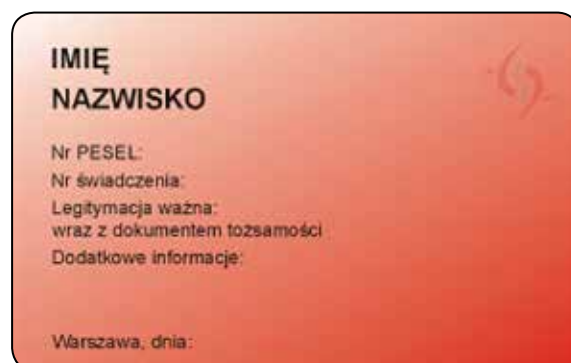 IMIĘ
NAZWISKO
Nr PESEL:
Nr świadczenia:
Legitymacja ważna:
wraz z dokumentem tożsamości
Dodatkowe informacje:
Warszawa, dnia: